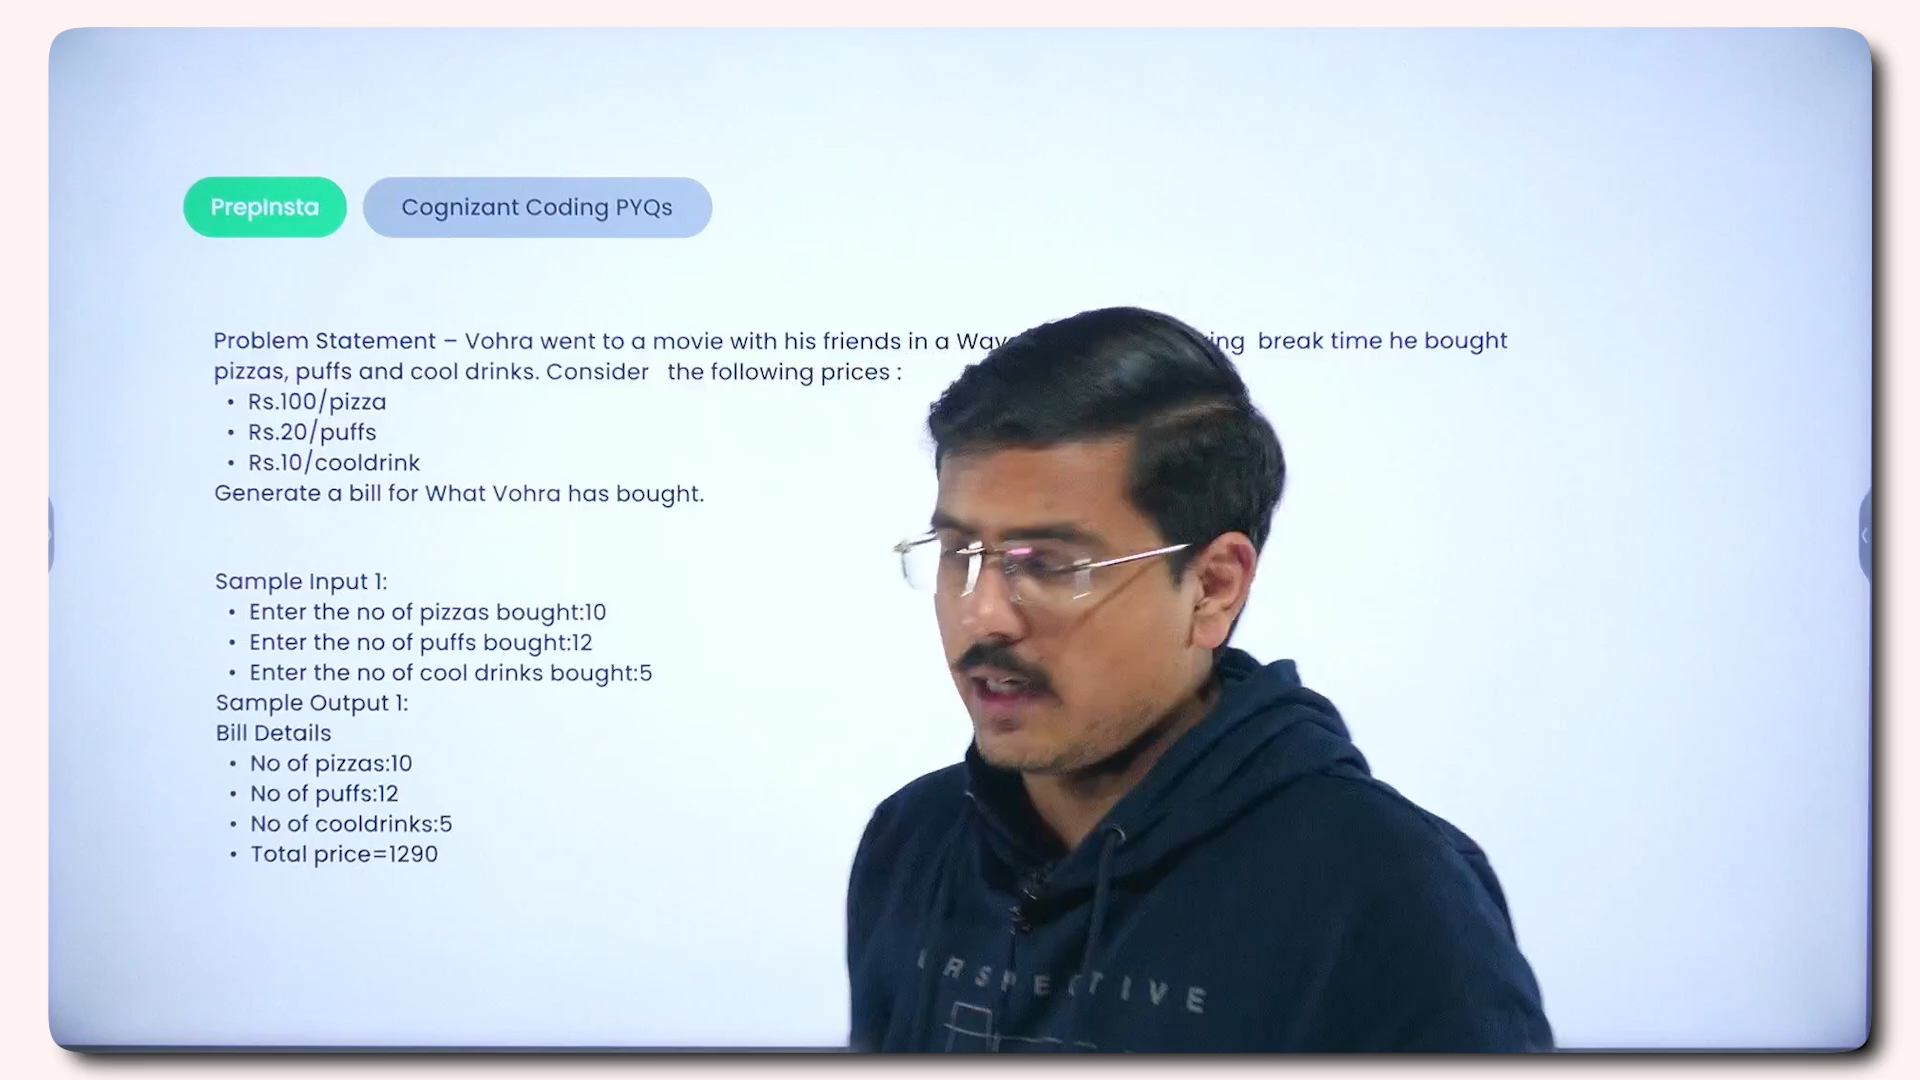 PrepInsta
Cognizant Coding PYQs
Problem Statement – Vohra went to a movie with his friends in a break time he bought
pizzas, puffs and cool drinks. Consider the following prices :
• Rs.100/pizza
• Rs.20/puffs
• Rs.10/cooldrink
Generate a bill for What Vohra has bought.
Sample Input 1:
• Enter the no of pizzas bought:10
• Enter the no of puffs bought:12
• Enter the no of cool drinks bought:5
Sample Output 1:
Bill Details
• No of pizzas:10
• No of puffs:12
• No of cooldrinks:5
• Total price=1290